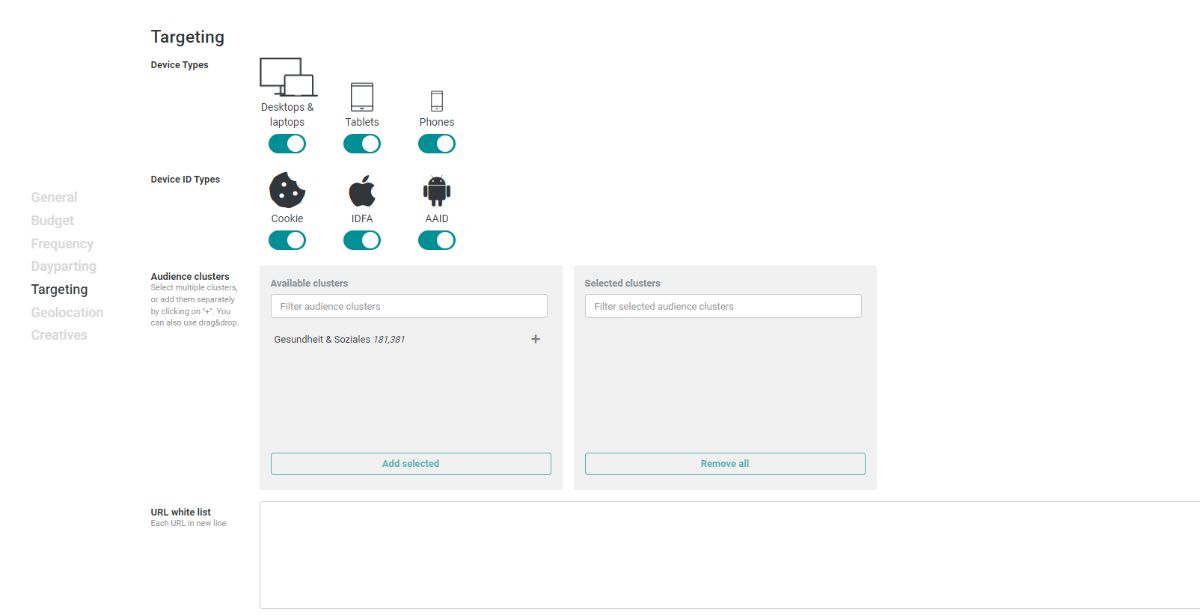 Targeting
Device Types
Desktops &
laptops
Tablets
Phones
Device ID Types
Cookie
IDFA
AAID
General
Budget
Frequency
Dayparting
Targeting
Geolocation
Creatives
Audience clusters
Select multiple clusters,
or add them separately
by clicking on "+". You
can also use drag&drop.
Available clusters
Filter audience clusters
Gesundheit & Soziales 181,381 +
Add selected
Selected clusters
Filter selected audience clusters
Remove all
URL white list
Each URL in new line